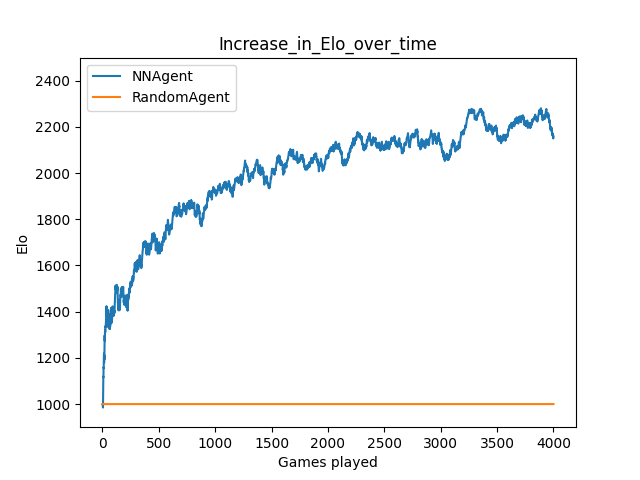 Increase_in_Elo_over_time
NNAgent
RandomAgent
2400
2200
2000
1800
1600
1400
1200
1000
Elo
0 500 1000 1500 2000 2500 3000 3500 4000
Games played